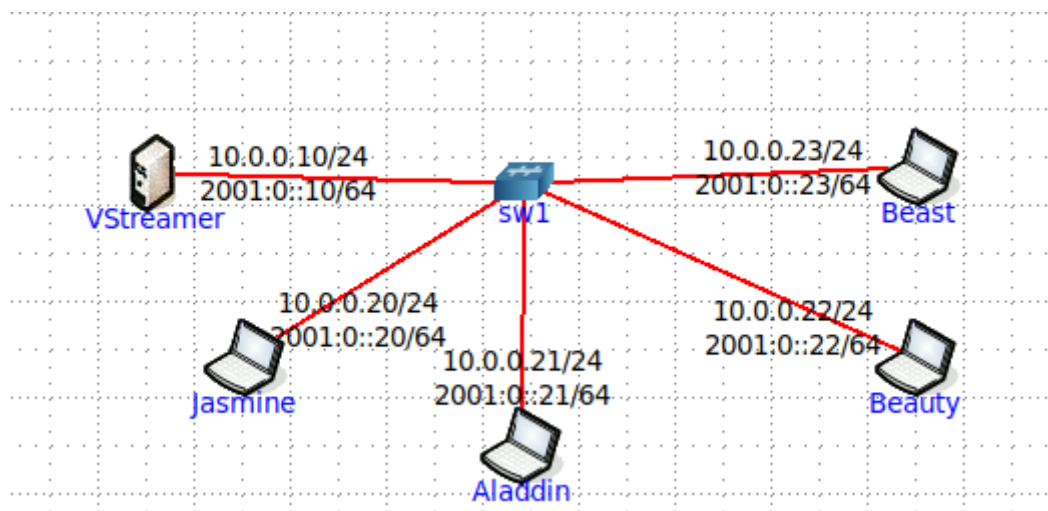 10.0.0.10/24
2001:0::10/64
VStreamer
sw1
10.0.0.23/24
2001:0::23/64
Beast
10.0.0.20/24
2001:0::20/64
Jasmine
10.0.0.21/24
2001:0::21/64
Aladdin
10.0.0.22/24
2001:0::22/64
Beauty